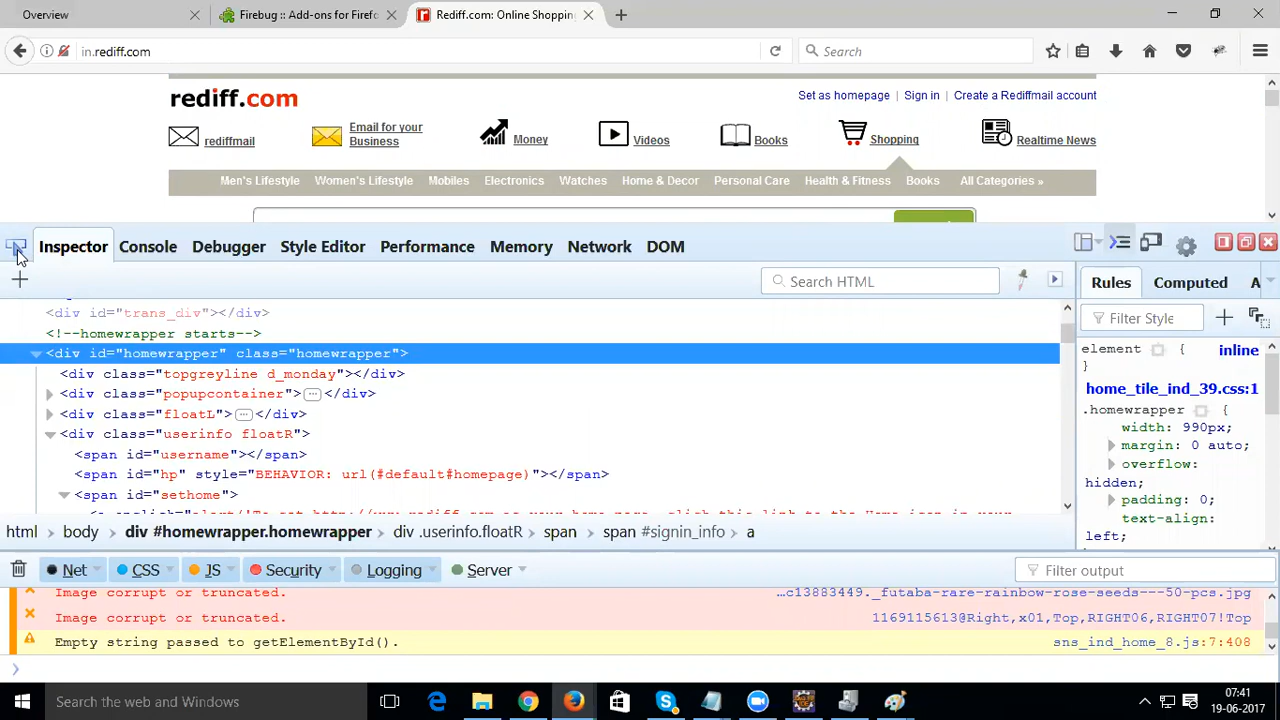 Overview
Firebug :: Add-ons for Firef
Rediff.com: Online Shopping
in.rediff.com
Search
rediff.com
Set as homepage | Sign in | Create a Rediffmail account
rediffmail
Email for your
Business
Money
Videos
Books
Shopping
Realtime News
Men's Lifestyle Women's Lifestyle Mobiles Electronics Watches Home & Decor Personal Care Health & Fitness Books All Categories »
Inspector Console Debugger Style Editor Performance Memory Network DOM
Search HTML
Rules Computed A
Filter Style
<div id="trans_div"></div>
<!--homewrapper starts-->
<div id="homewrapper" class="homewrapper">
<div class="topgreyline d_monday"></div>
<div class="popupcontainer"></div>
<div class="floatL"></div>
<div class="userinfo floatR">
<span id="username"></span>
<span id="hp" style="BEHAVIOR: url(#default#homepage)"></span>
<span id="sethome">
element { inline
}
home_tile_ind_39.css:1
.homewrapper {
width: 990px;
margin: 0 auto;
overflow:
hidden;
padding: 0;
text-align:
left;
html body div #homewrapper.homewrapper div .userinfo.floatR span span #signin_info a
Net CSS JS Security Logging Server
Filter output
Image corrupt or truncated. …c13883449._futaba-rare-rainbow-rose-seeds---50-pcs.jpg
Image corrupt or truncated. 1169115613@Right,x01,Top,RIGHT06,RIGHT07!Top
Empty string passed to getElementById(). sns_ind_home_8.js:7:408
Search the web and Windows
07:41
19-06-2017